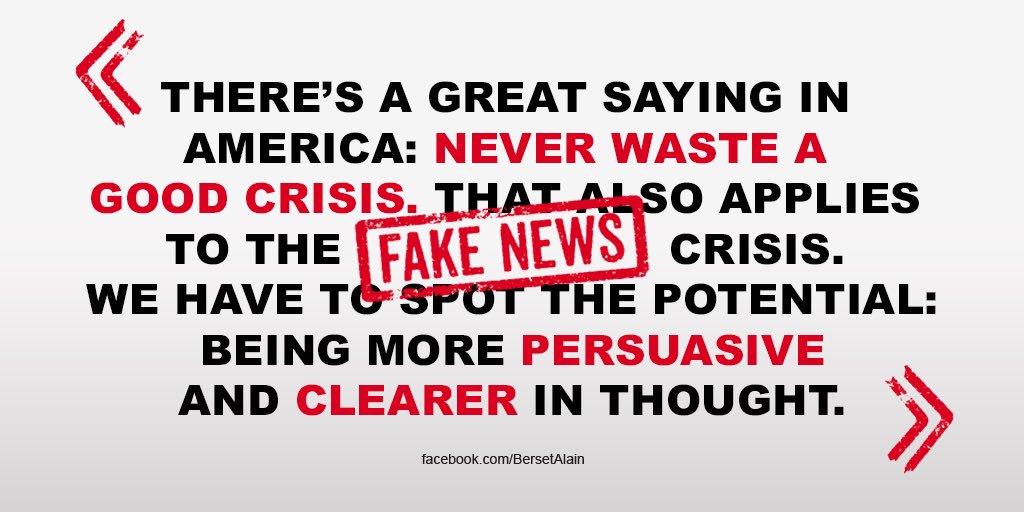 THERE’S A GREAT SAYING IN
AMERICA: NEVER WASTE A
GOOD CRISIS. THAT ALSO APPLIES
TO THE FAKE NEWS CRISIS.
WE HAVE TO SPOT THE POTENTIAL:
BEING MORE PERSUASIVE
AND CLEARER IN THOUGHT.
facebook.com/BersetAlain